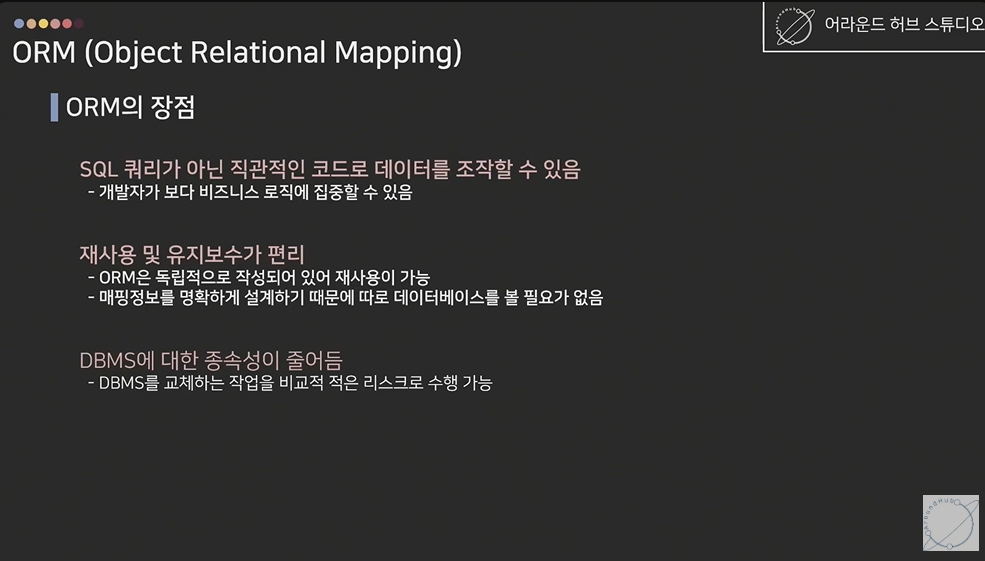 어라운드 허브 스튜디오
ORM (Object Relational Mapping)
ORM의 장점
SQL 쿼리가 아닌 직관적인 코드로 데이터를 조작할 수 있음
- 개발자가 보다 비즈니스 로직에 집중할 수 있음
재사용 및 유지보수가 편리
- ORM은 독립적으로 작성되어 있어 재사용이 가능
- 매핑정보를 명확하게 설계하기 때문에 따로 데이터베이스를 볼 필요가 없음
DBMS에 대한 종속성이 줄어듬
- DBMS를 교체하는 작업을 비교적 적은 리스크로 수행 가능